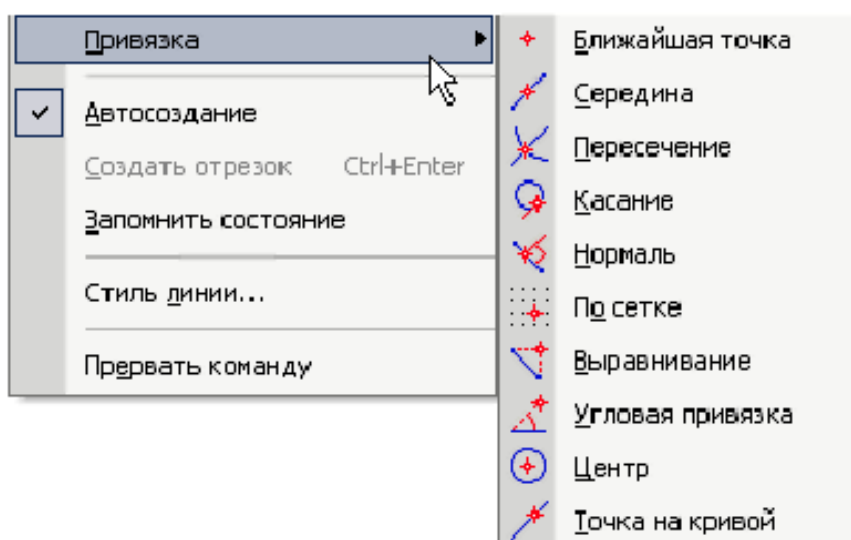 Привязка
Автосоздание
Создать отрезок Ctrl+Enter
Запомнить состояние
Стиль линии...
Прервать команду
Ближайшая точка
Середина
Пересечение
Касание
Нормаль
По сетке
Выравнивание
Угловая привязка
Центр
Точка на кривой